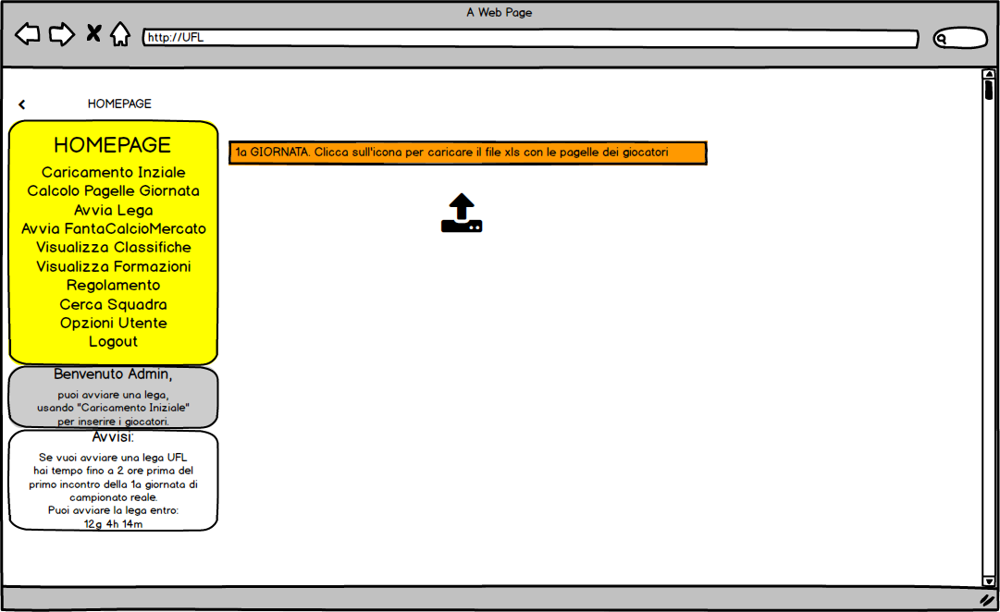 A Web Page
http://UFL
HOMEPAGE
HOMEPAGE
Caricamento Inziale
Calcolo Pagelle Giornata
Avvia Lega
Avvia FantaCalcioMercato
Visualizza Classifiche
Visualizza Formazioni
Regolamento
Cerca Squadra
Opzioni Utente
Logout
1a GIORNATA. Clicca sull'icona per caricare il file xls con le pagelle dei giocatori
Benvenuto Admin,
puoi avviare una lega,
usando "Caricamento Iniziale"
per inserire i giocatori.
Avvisi:
Se vuoi avviare una lega UFL
hai tempo fino a 2 ore prima del
primo incontro della 1a giornata di
campionato reale.
Puoi avviare la lega entro:
12g 4h 14m